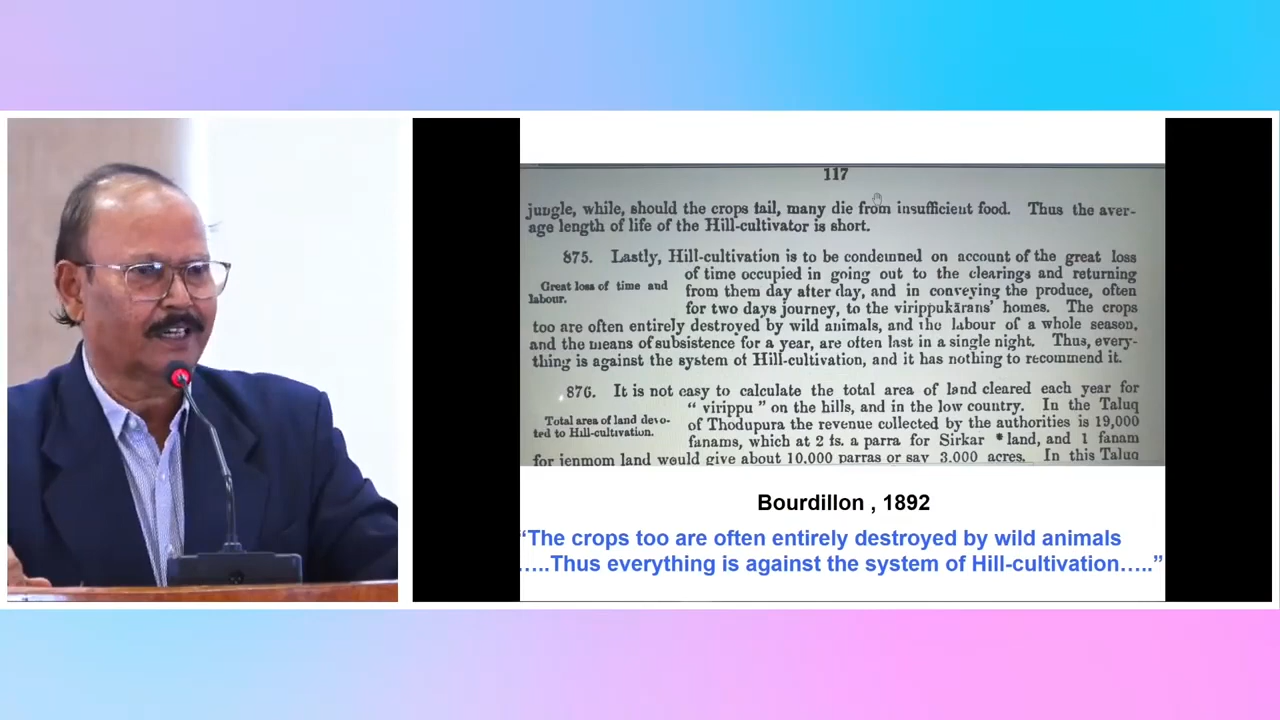 117
jungle, while, should the crops fail, many die from insufficient food. Thus the aver-
age length of life of the Hill-cultivator is short.
875. Lastly, Hill-cultivation is to be condemned on account of the great loss
of time occupied in going out to the clearings and returning
Great loss of time and
labour.
from them day after day, and in conveying the produce, often
for two days journey, to the virippukārans' homes. The crops
too are often entirely destroyed by wild animals, and the labour of a whole season,
and the means of subsistence for a year, are often last in a single night. Thus, every-
thing is against the system of Hill-cultivation, and it has nothing to recommend it.
876. It is not easy to calculate the total area of land cleared each year for
" virippu " on the hills, and in the low country. In the Taluq
Total area of land devo-
ted to Hill-cultivation.
of Thodupura the revenue collected by the authorities is 19,000
fanams, which at 2 fs. a parra for Sirkar * land, and 1 fanam
for jenmom land would give about 10,000 parras or say 3,000 acres. In this Taluq
Bourdillon , 1892
“The crops too are often entirely destroyed by wild animals
…..Thus everything is against the system of Hill-cultivation…..”